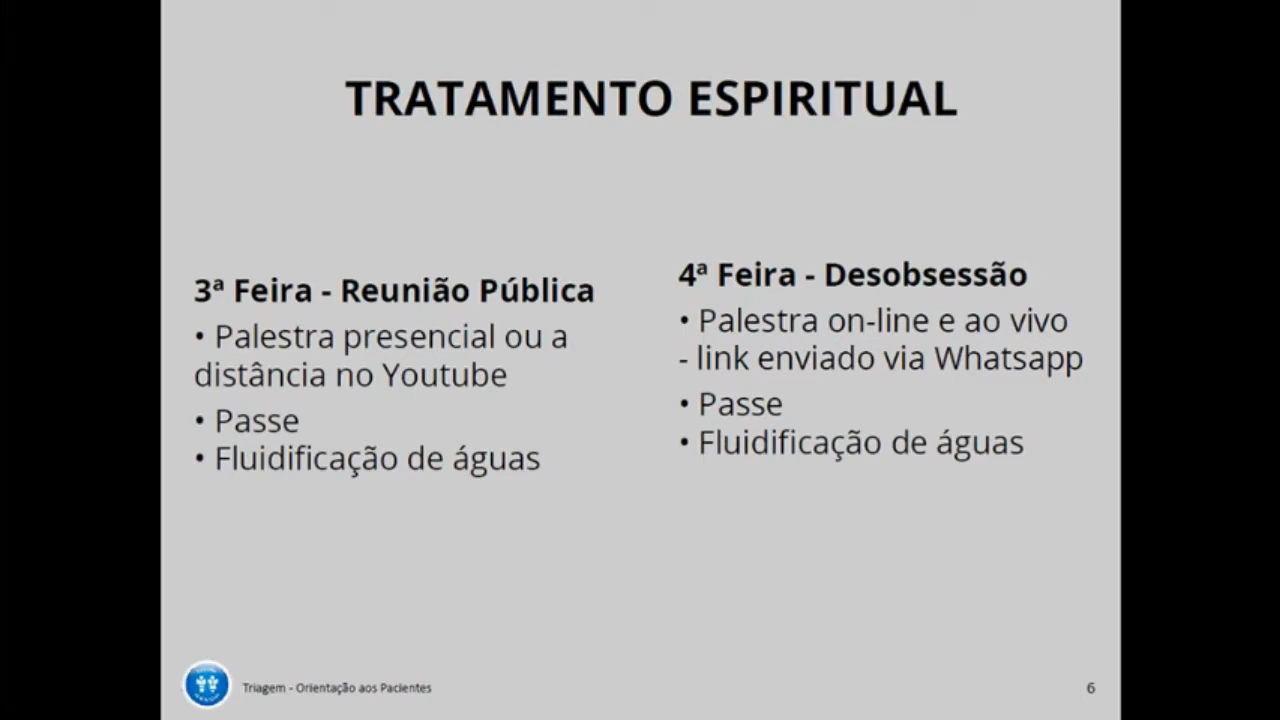 TRATAMENTO ESPIRITUAL
3ª Feira - Reunião Pública
• Palestra presencial ou a
distância no Youtube
• Passe
• Fluidificação de águas
4ª Feira - Desobsessão
• Palestra on-line e ao vivo
- link enviado via Whatsapp
• Passe
• Fluidificação de águas
Triagem - Orientação aos Pacientes
6